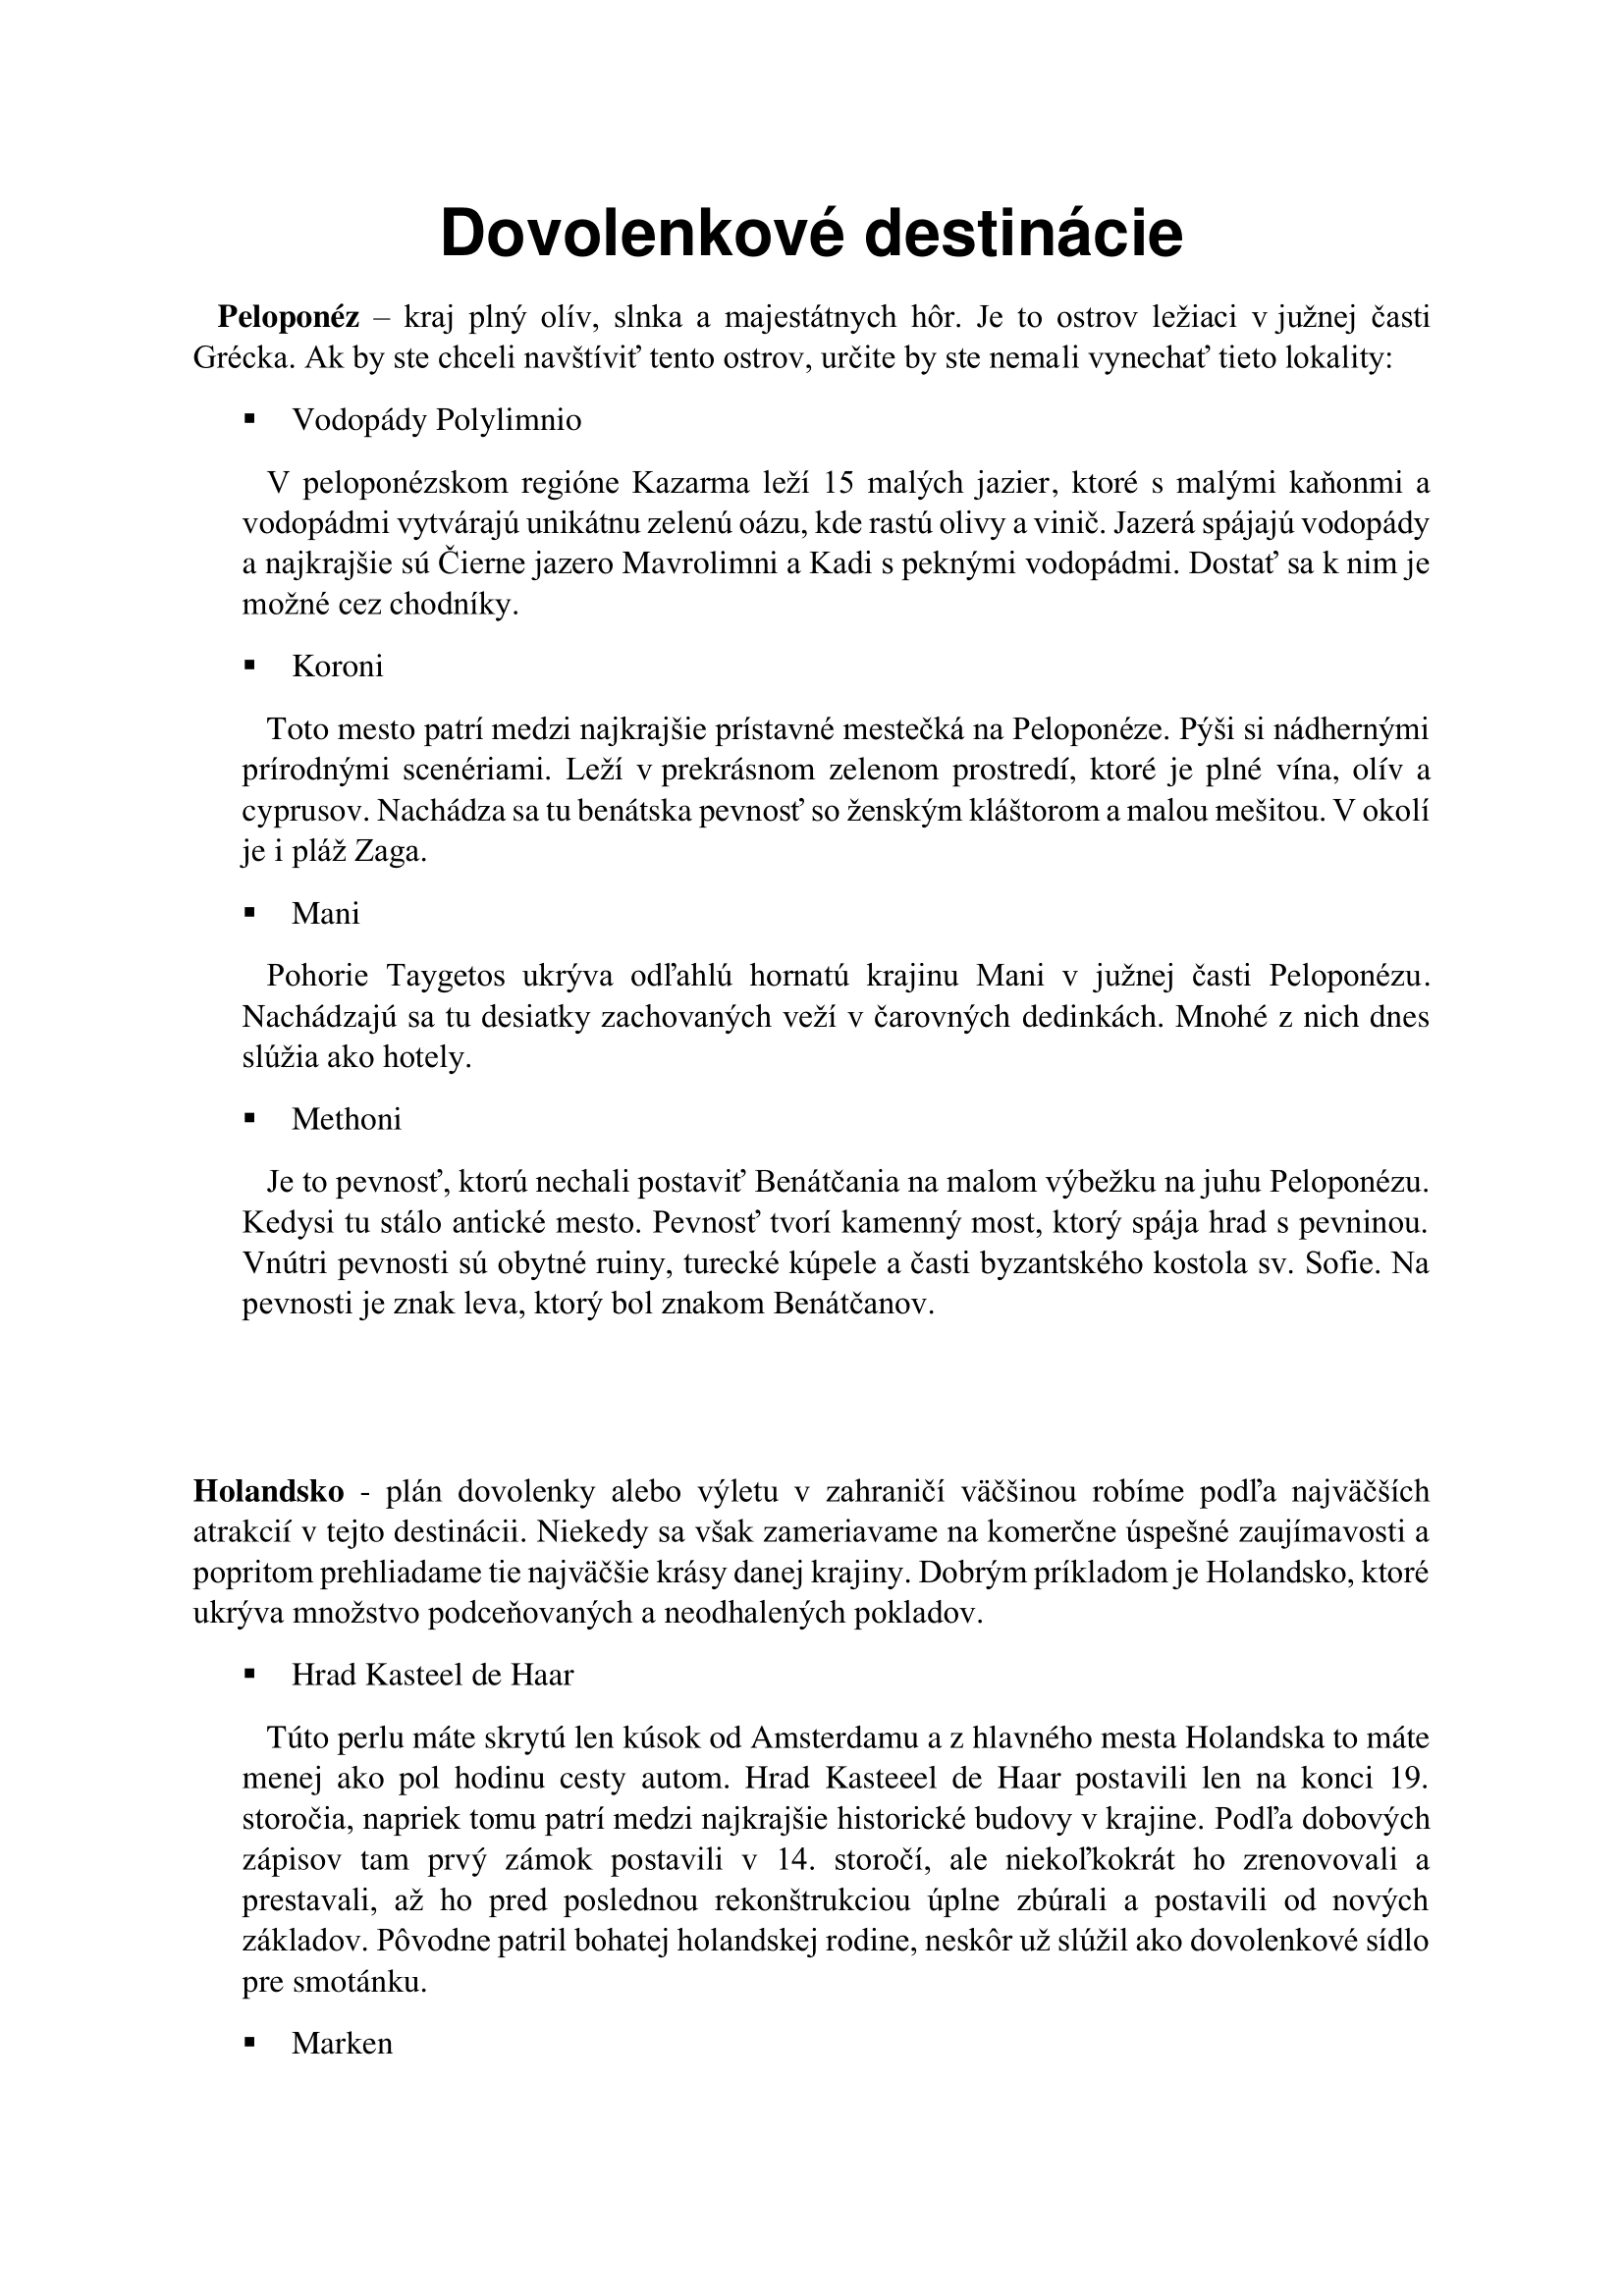 Dovolenkové destinácie
Peloponéz – kraj plný olív, slnka a majestátnych hôr. Je to ostrov ležiaci v južnej časti
Grécka. Ak by ste chceli navštíviť tento ostrov, určite by ste nemali vynechať tieto lokality:
▪ Vodopády Polylimnio
V peloponézskom regióne Kazarma leží 15 malých jazier, ktoré s malými kaňonmi a
vodopádmi vytvárajú unikátnu zelenú oázu, kde rastú olivy a vinič. Jazerá spájajú vodopády
a najkrajšie sú Čierne jazero Mavrolimni a Kadi s peknými vodopádmi. Dostať sa k nim je
možné cez chodníky.
▪ Koroni
Toto mesto patrí medzi najkrajšie prístavné mestečká na Peloponéze. Pýši si nádhernými
prírodnými scenériami. Leží v prekrásnom zelenom prostredí, ktoré je plné vína, olív a
cyprusov. Nachádza sa tu benátska pevnosť so ženským kláštorom a malou mešitou. V okolí
je i pláž Zaga.
▪ Mani
Pohorie Taygetos ukrýva odľahlú hornatú krajinu Mani v južnej časti Peloponézu.
Nachádzajú sa tu desiatky zachovaných veží v čarovných dedinkách. Mnohé z nich dnes
slúžia ako hotely.
▪ Methoni
Je to pevnosť, ktorú nechali postaviť Benátčania na malom výbežku na juhu Peloponézu.
Kedysi tu stálo antické mesto. Pevnosť tvorí kamenný most, ktorý spája hrad s pevninou.
Vnútri pevnosti sú obytné ruiny, turecké kúpele a časti byzantského kostola sv. Sofie. Na
pevnosti je znak leva, ktorý bol znakom Benátčanov.
Holandsko - plán dovolenky alebo výletu v zahraničí väčšinou robíme podľa najväčších
atrakcií v tejto destinácii. Niekedy sa však zameriavame na komerčne úspešné zaujímavosti a
popritom prehliadame tie najväčšie krásy danej krajiny. Dobrým príkladom je Holandsko, ktoré
ukrýva množstvo podceňovaných a neodhalených pokladov.
▪ Hrad Kasteel de Haar
Túto perlu máte skrytú len kúsok od Amsterdamu a z hlavného mesta Holandska to máte
menej ako pol hodinu cesty autom. Hrad Kasteeel de Haar postavili len na konci 19.
storočia, napriek tomu patrí medzi najkrajšie historické budovy v krajine. Podľa dobových
zápisov tam prvý zámok postavili v 14. storočí, ale niekoľkokrát ho zrenovovali a
prestavali, až ho pred poslednou rekonštrukciou úplne zbúrali a postavili od nových
základov. Pôvodne patril bohatej holandskej rodine, neskôr už slúžil ako dovolenkové sídlo
pre smotánku.
▪ Marken